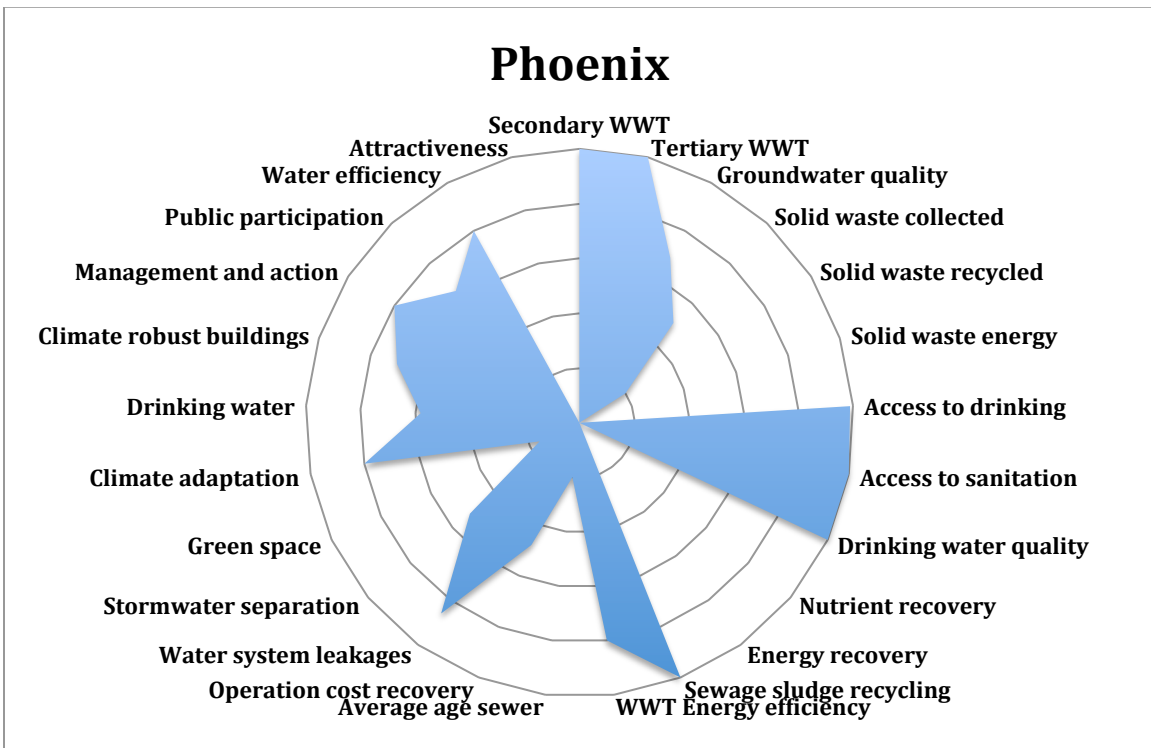 Phoenix
Secondary WWT
Tertiary WWT
Groundwater quality
Solid waste collected
Solid waste recycled
Solid waste energy
Access to drinking
Access to sanitation
Drinking water quality
Nutrient recovery
Energy recovery
Sewage sludge recycling
WWT Energy efficiency
Average age sewer
Operation cost recovery
Water system leakages
Stormwater separation
Green space
Climate adaptation
Drinking water
Climate robust buildings
Management and action
Public participation
Water efficiency
Attractiveness